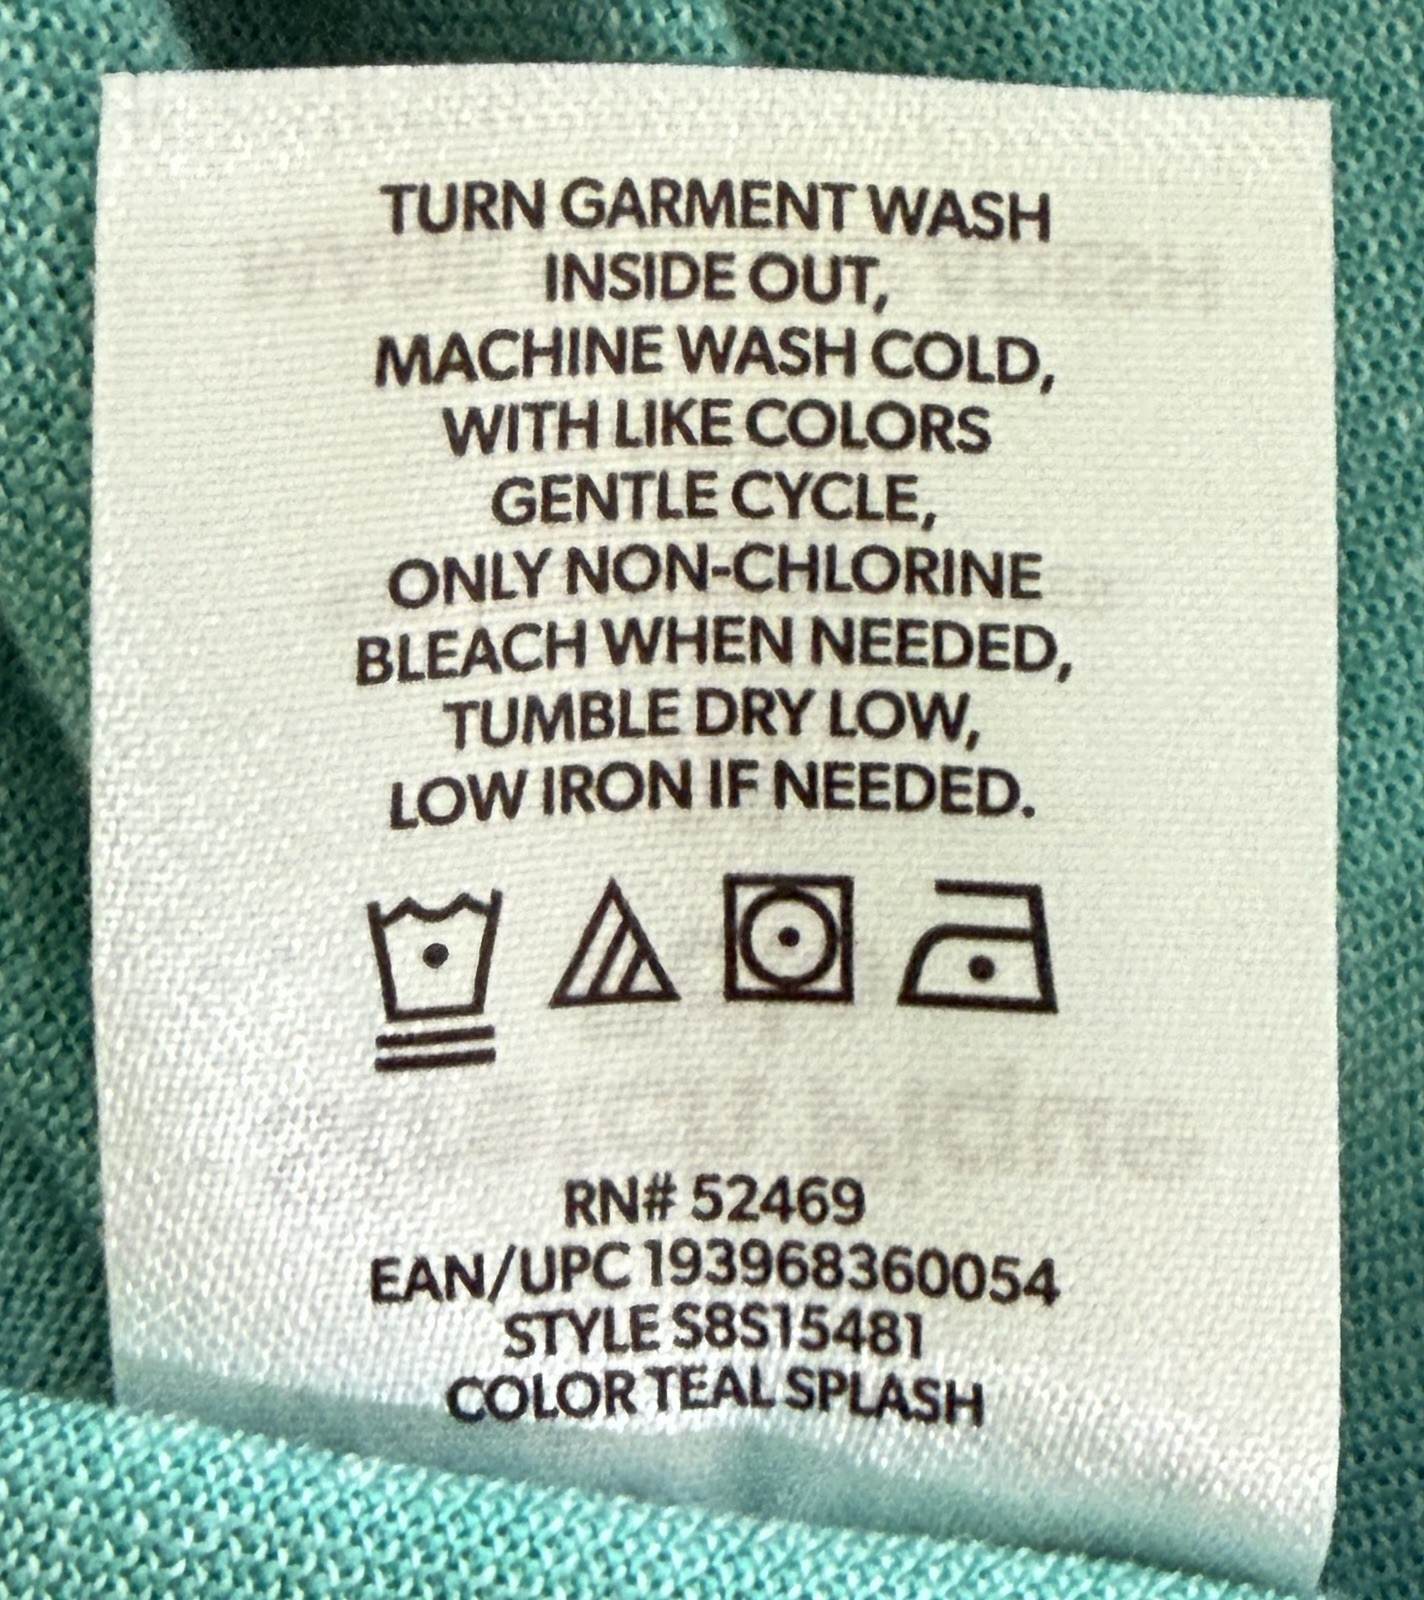 TURN GARMENT WASH
INSIDE OUT,
MACHINE WASH COLD,
WITH LIKE COLORS
GENTLE CYCLE,
ONLY NON-CHLORINE
BLEACH WHEN NEEDED,
TUMBLE DRY LOW,
LOW IRON IF NEEDED.
RN# 52469
EAN/UPC 193968360054
STYLE S8S15481
COLOR TEAL SPLASH